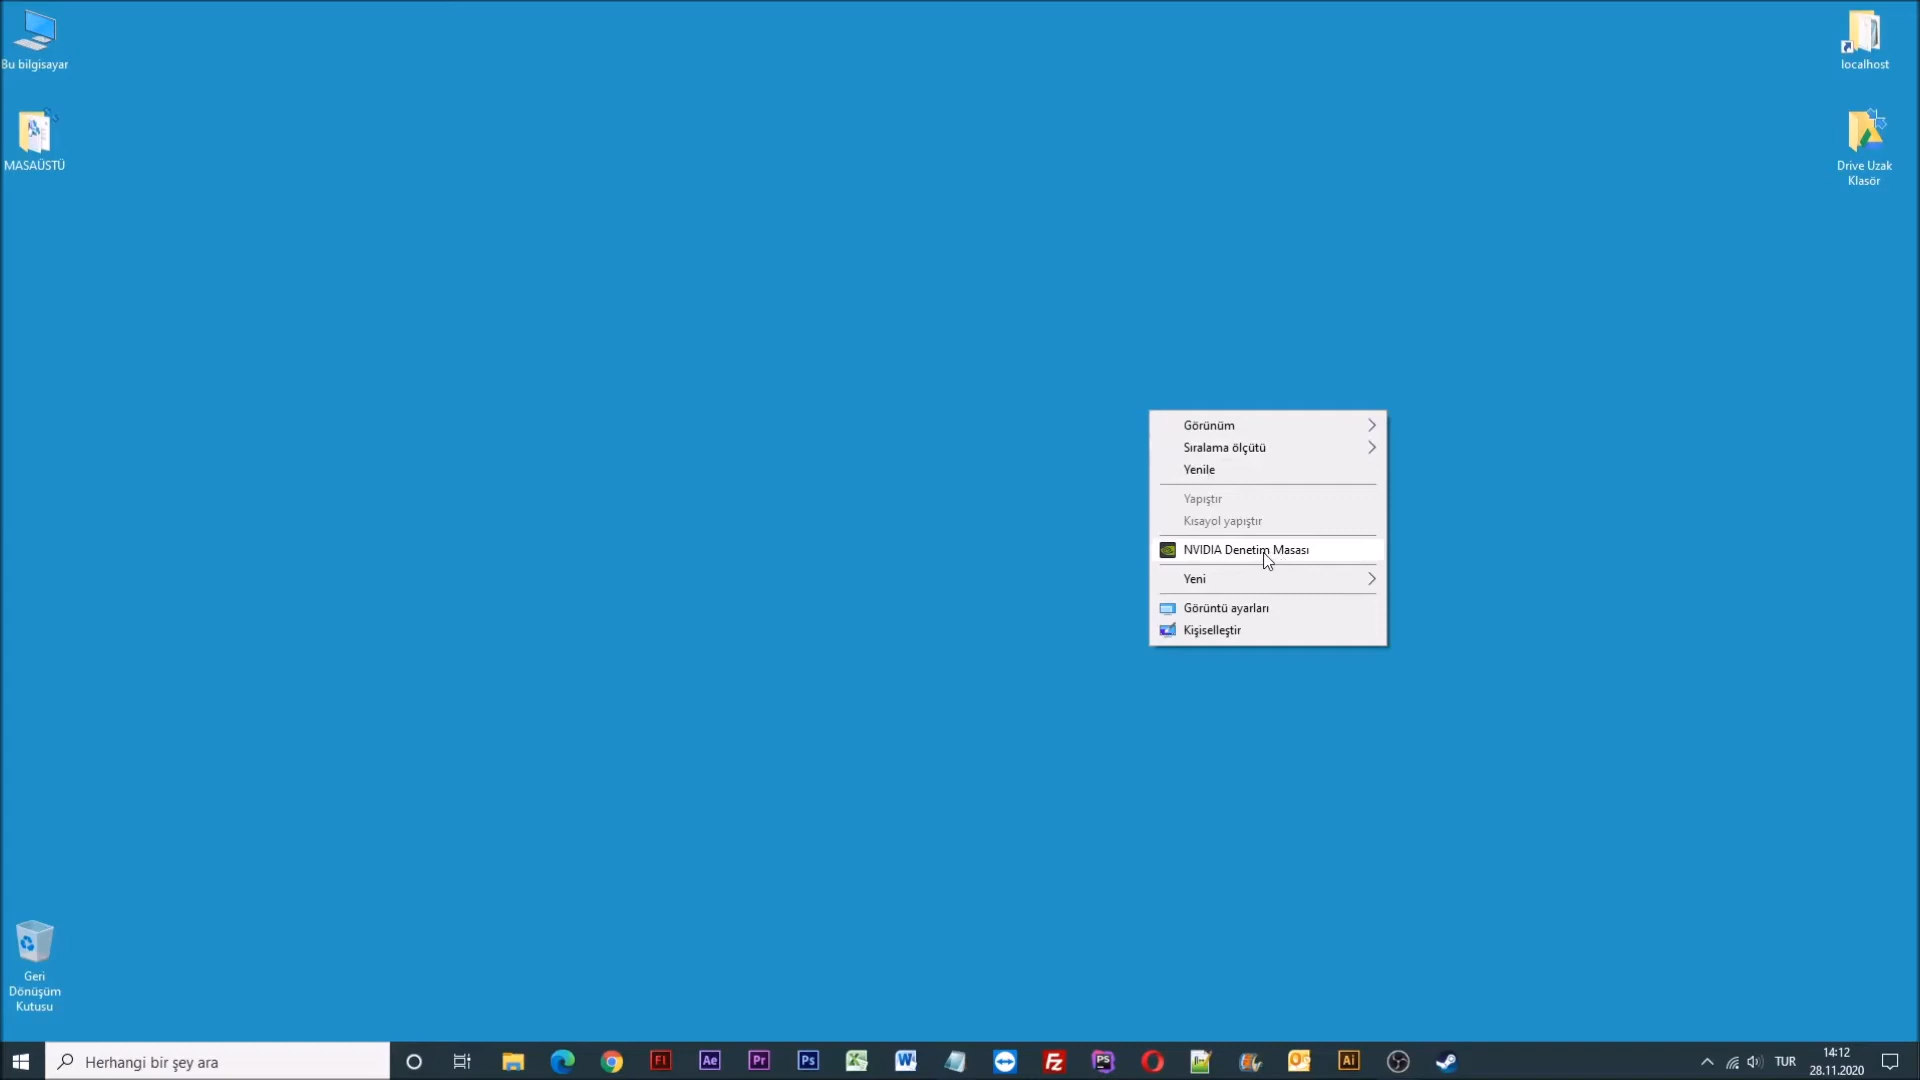 Bu bilgisayar
MASAÜSTÜ
localhost
Drive Uzak
Klasör
Görünüm
Sıralama ölçütü
Yenile
Yapıştır
Kısayol yapıştır
NVIDIA Denetim Masası
Yeni
Görüntü ayarları
Kişiselleştir
Geri
Dönüşüm
Kutusu
Herhangi bir şey ara
Fl
Ae
Pr
Ps
W
Fz
PS
Ai
TUR
14:12
28.11.2020